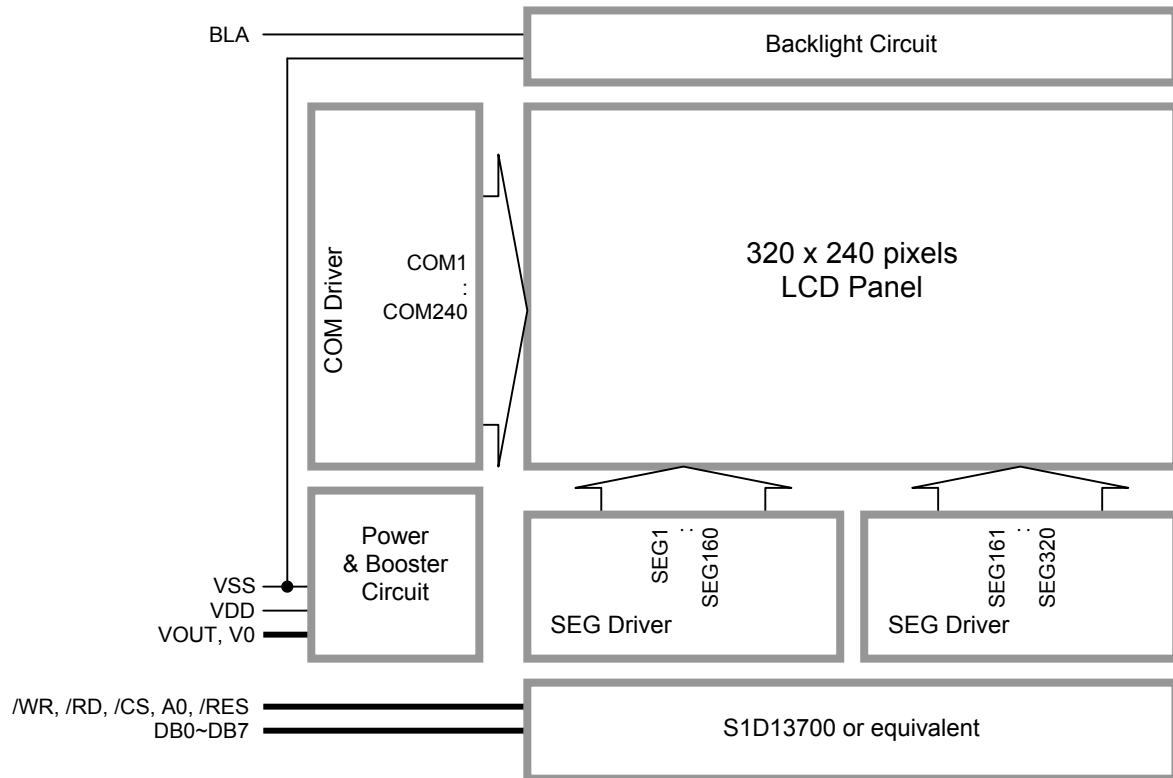 BLA
Backlight Circuit
COM Driver
COM1
:
COM240
320 x 240 pixels
LCD Panel
Power
& Booster
Circuit
VSS
VDD
VOUT, V0
SEG1
:
SEG160
SEG Driver
SEG161
:
SEG320
SEG Driver
/WR, /RD, /CS, A0, /RES
DB0~DB7
S1D13700 or equivalent